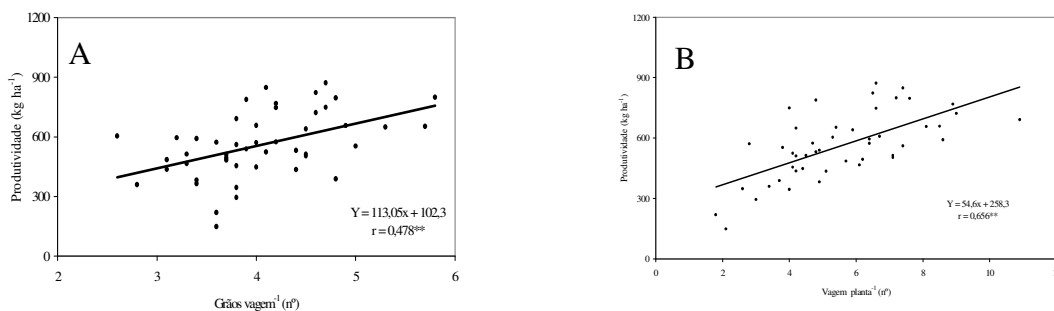 A
Produtividade (kg ha⁻¹)
1200
900
600
300
0
Y = 113,05x + 102,3
r = 0,478**
2 3 4 5 6
Grãos vagem⁻¹ (nº)
B
Produtividade (kg ha⁻¹)
1200
900
600
300
0
Y = 54,6x + 258,3
r = 0,656**
0 2 4 6 8 10
Vagem planta⁻¹ (nº)